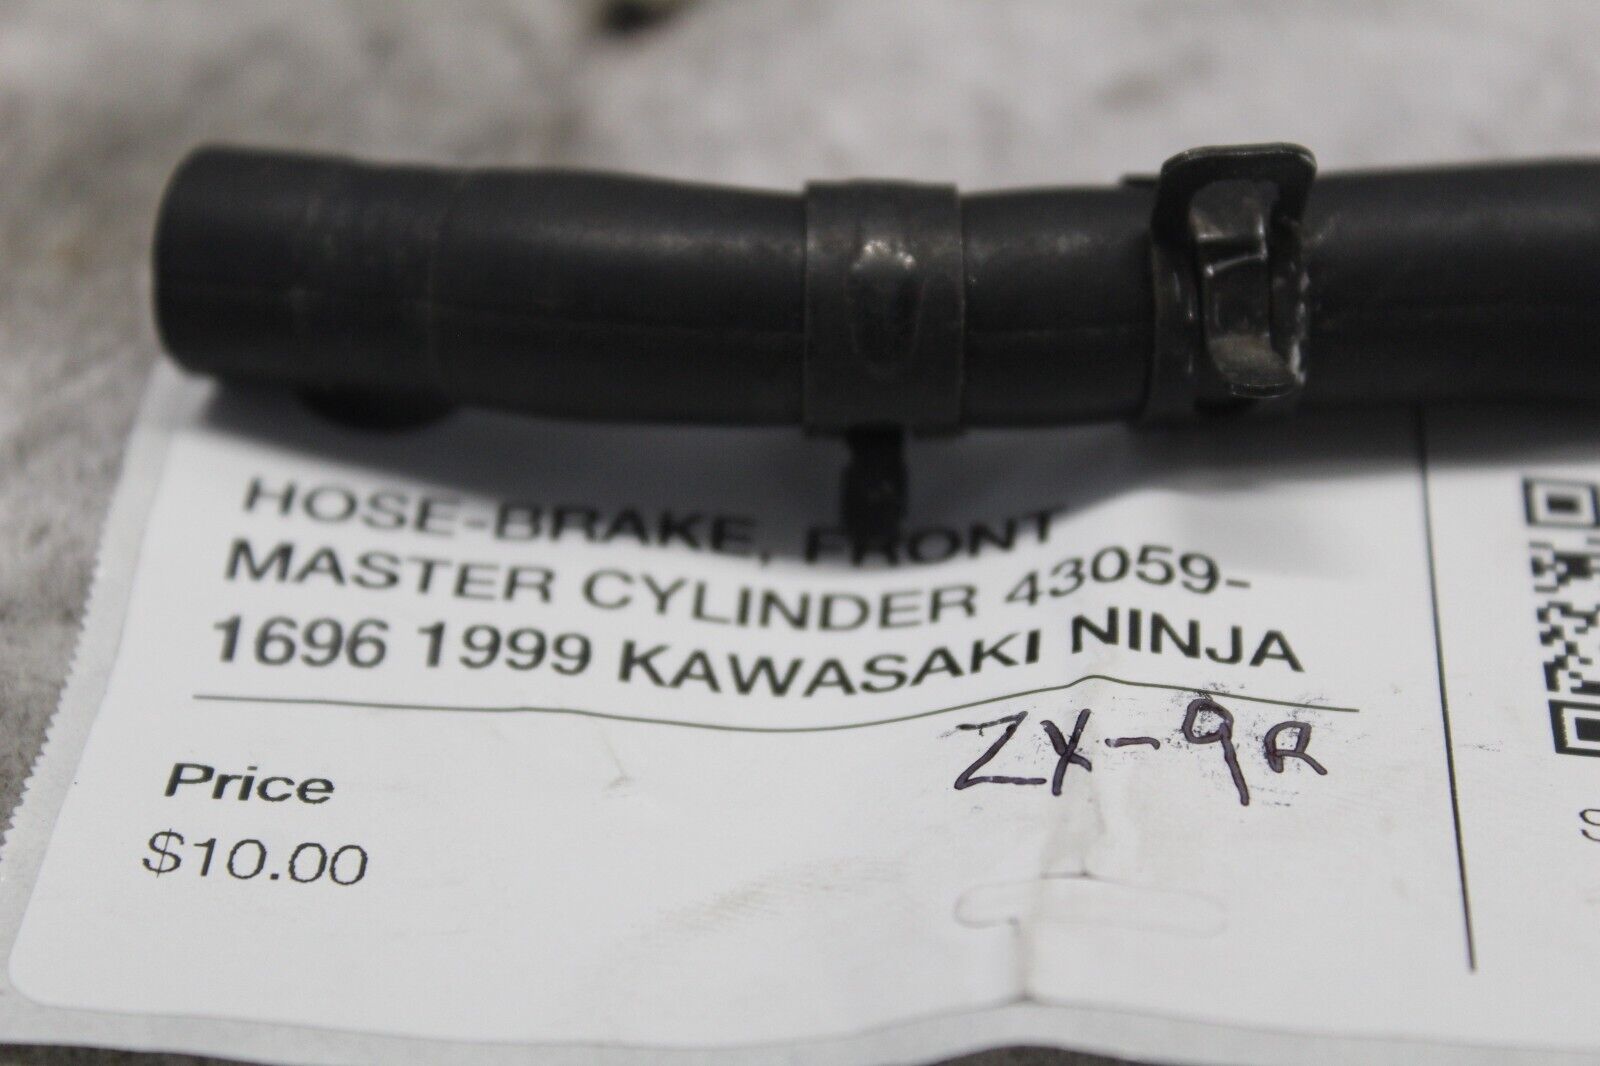 HOSE-BRAKE, FRONT
MASTER CYLINDER 43059-
1696 1999 KAWASAKI NINJA
ZX-9R
Price
$10.00
S